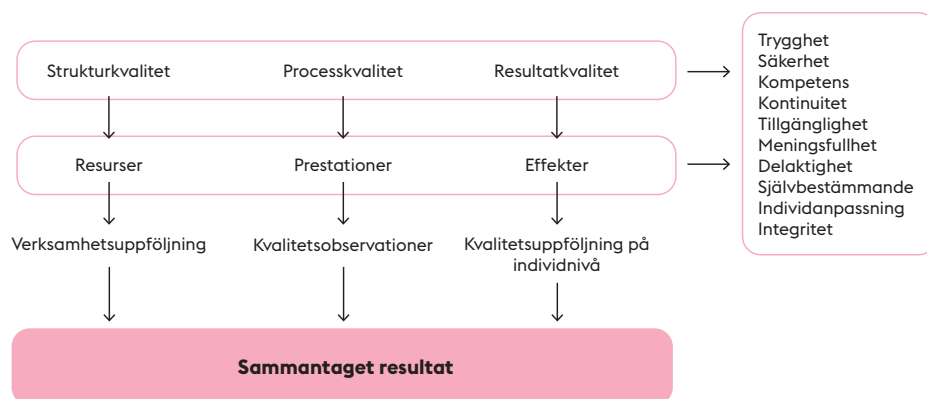 Strukturkvalitet
Processkvalitet
Resultatkvalitet
Resurser
Prestationer
Effekter
Verksamhetsuppföljning
Kvalitetsobservationer
Kvalitetsuppföljning på
individnivå
Sammantaget resultat
Trygghet
Säkerhet
Kompetens
Kontinuitet
Tillgänglighet
Meningsfullhet
Delaktighet
Självbestämmande
Individanpassning
Integritet